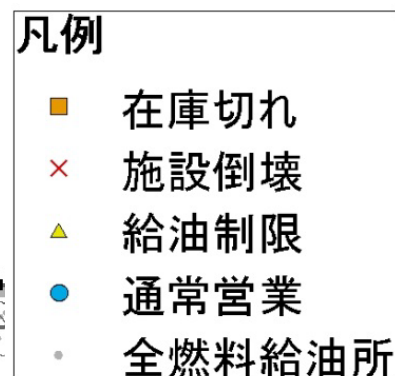 凡例
在庫切れ
施設倒壊
給油制限
通常営業
全燃料給油所